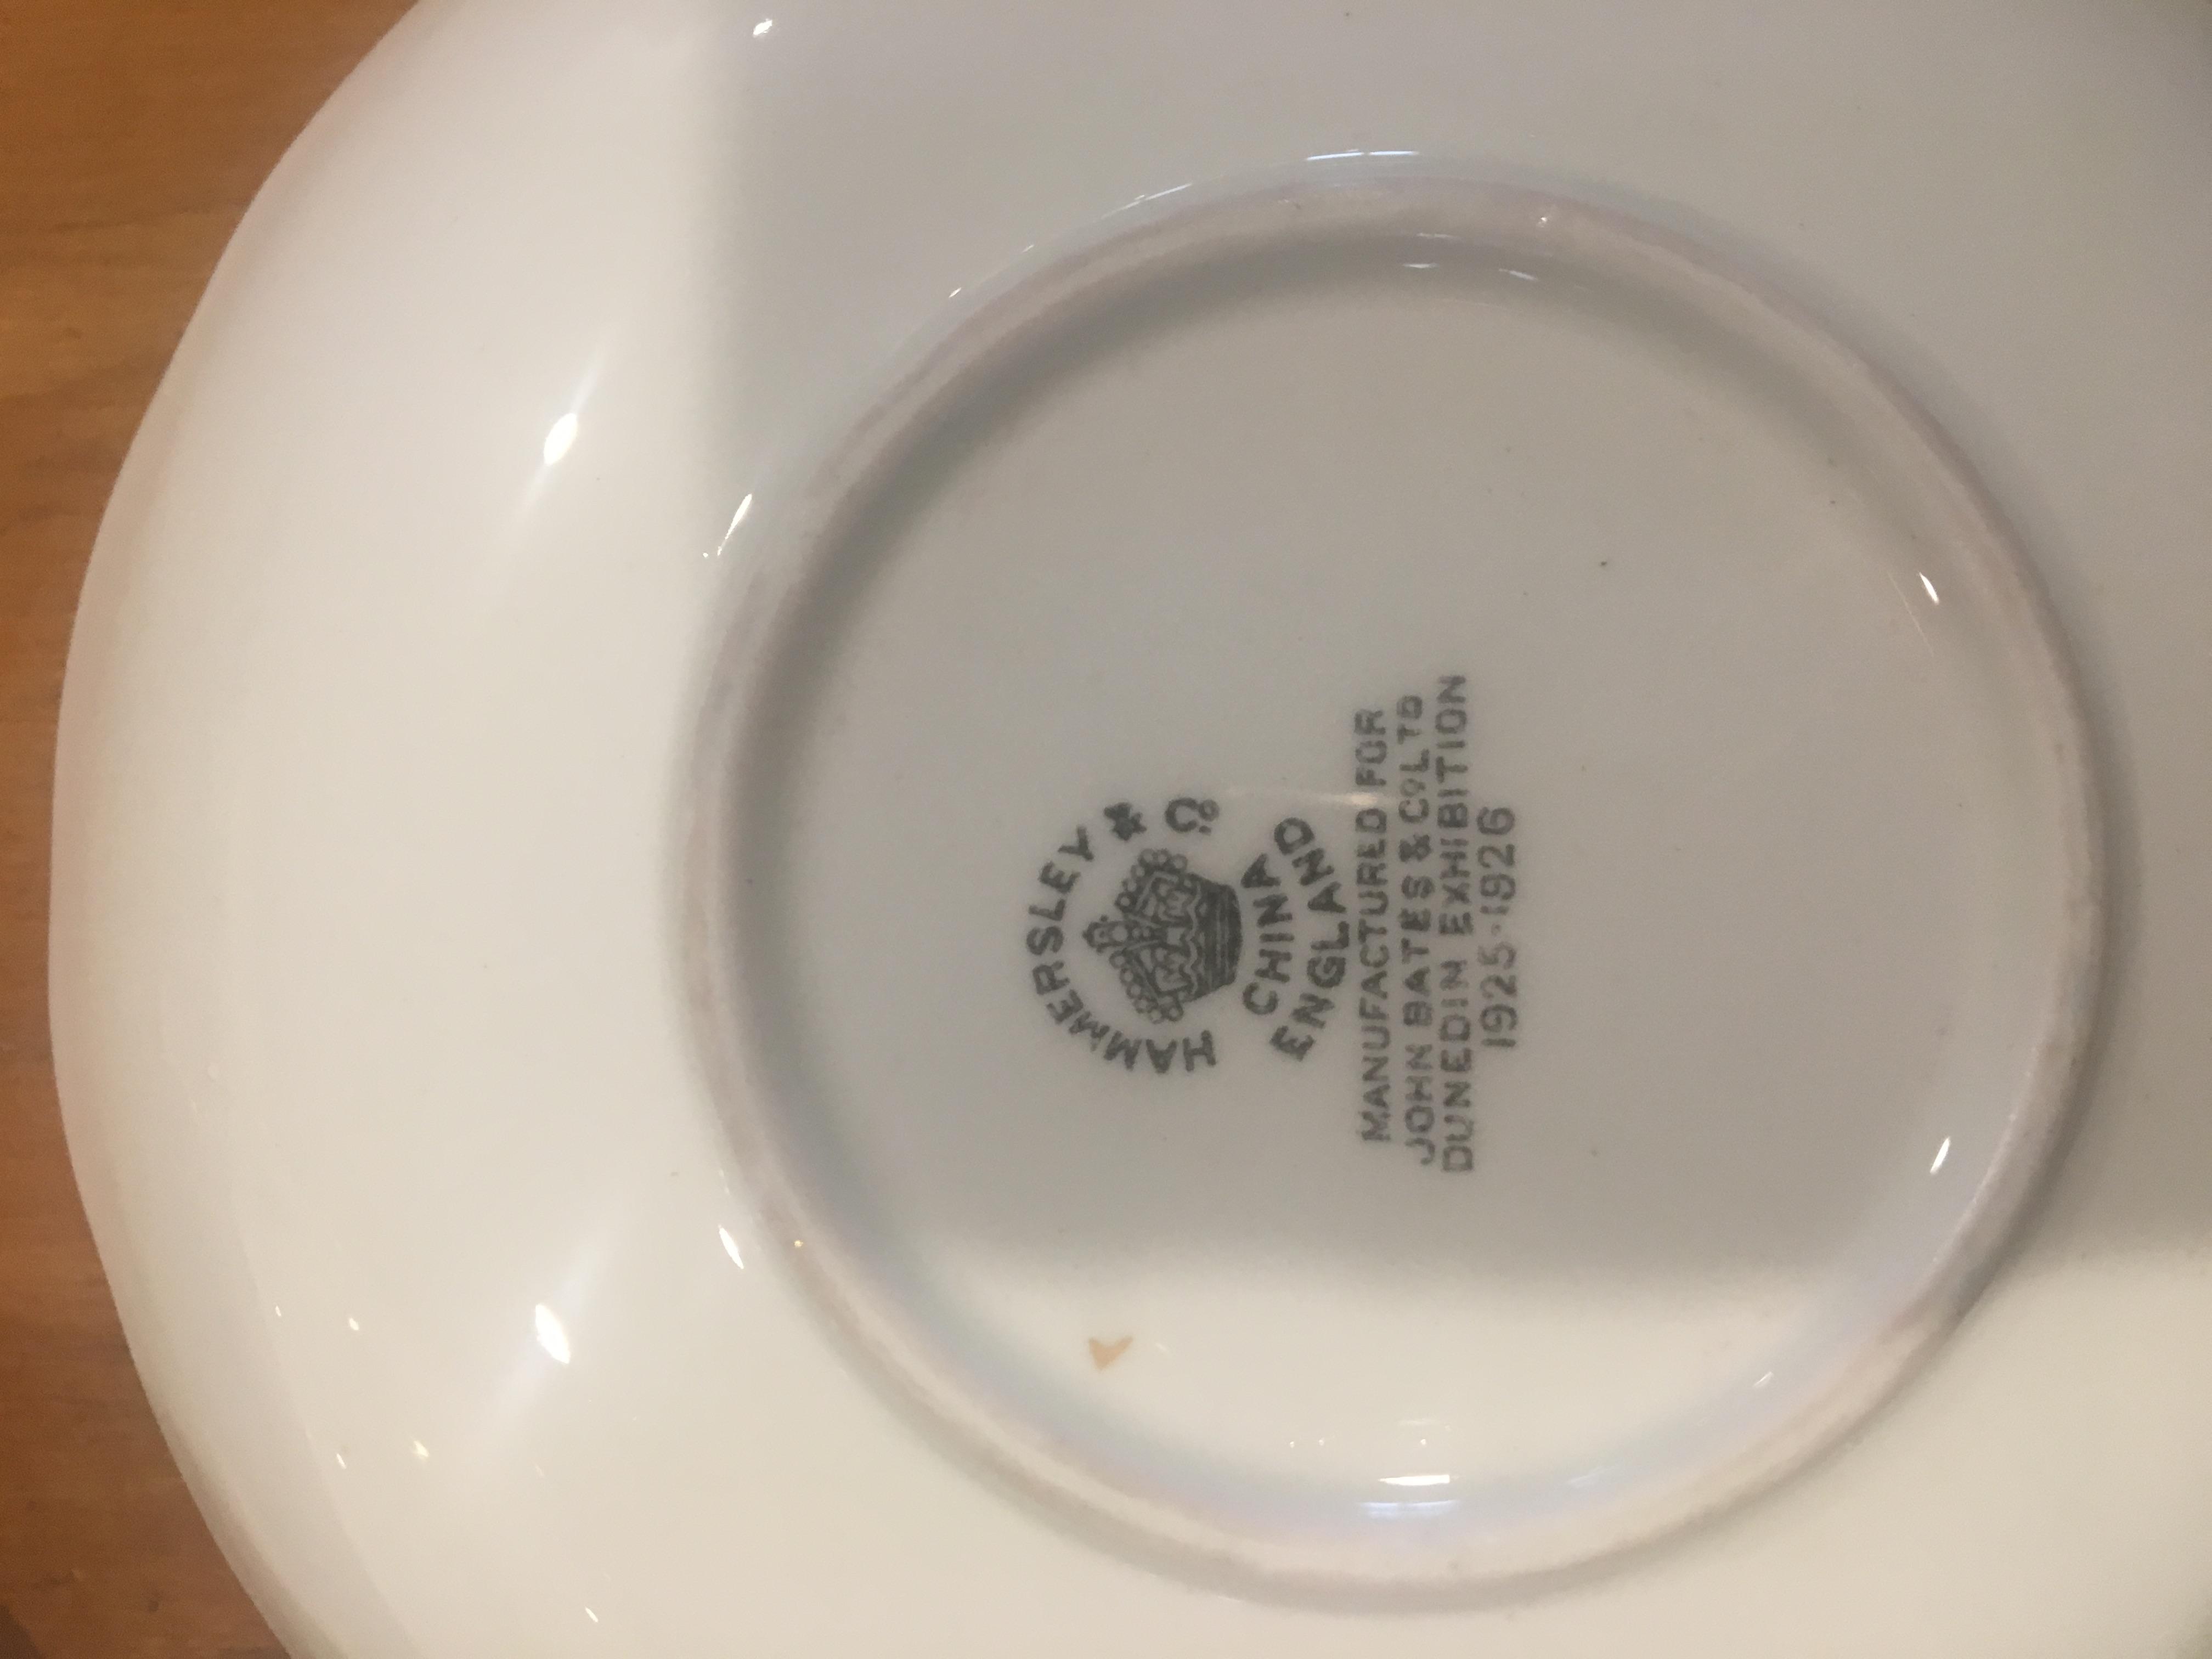 HAMMERSLEY & Co
CHINA
ENGLAND
MANUFACTURED FOR
JOHN BATES & Co LTD
DUNEDIN EXHIBITION
1925-1926